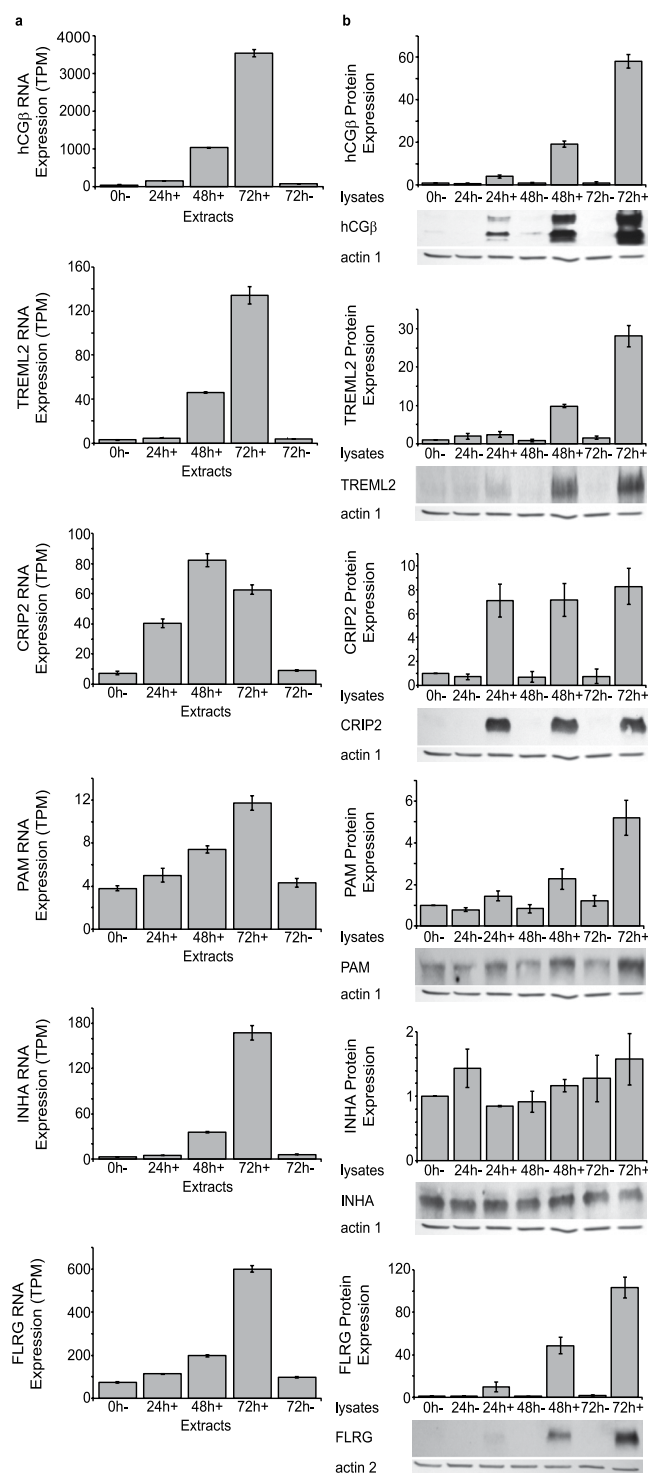 a
hCGβ RNA
Expression (TPM)
4000
3000
2000
1000
0
0h- 24h+ 48h+ 72h+ 72h-
Extracts
TREML2 RNA
Expression (TPM)
160
120
80
40
0
0h- 24h+ 48h+ 72h+ 72h-
Extracts
CRIP2 RNA
Expression (TPM)
100
80
60
40
20
0
0h- 24h+ 48h+ 72h+ 72h-
Extracts
PAM RNA
Expression (TPM)
12
8
4
0
0h- 24h+ 48h+ 72h+ 72h-
Extracts
INHA RNA
Expression (TPM)
180
120
60
0
0h- 24h+ 48h+ 72h+ 72h-
Extracts
FLRG RNA
Expression (TPM)
600
400
200
0
0h- 24h+ 48h+ 72h+ 72h-
Extracts
b
hCGβ Protein
Expression
60
40
20
0
lysates 0h- 24h- 24h+ 48h- 48h+ 72h- 72h+
hCGβ
actin 1
TREML2 Protein
Expression
30
20
10
0
lysates 0h- 24h- 24h+ 48h- 48h+ 72h- 72h+
TREML2
actin 1
CRIP2 Protein
Expression
10
8
6
4
2
0
lysates 0h- 24h- 24h+ 48h- 48h+ 72h- 72h+
CRIP2
actin 1
PAM Protein
Expression
6
4
2
0
lysates 0h- 24h- 24h+ 48h- 48h+ 72h- 72h+
PAM
actin 1
INHA Protein
Expression
2
1
0
lysates 0h- 24h- 24h+ 48h- 48h+ 72h- 72h+
INHA
actin 1
FLRG Protein
Expression
120
80
40
0
lysates 0h- 24h- 24h+ 48h- 48h+ 72h- 72h+
FLRG
actin 2